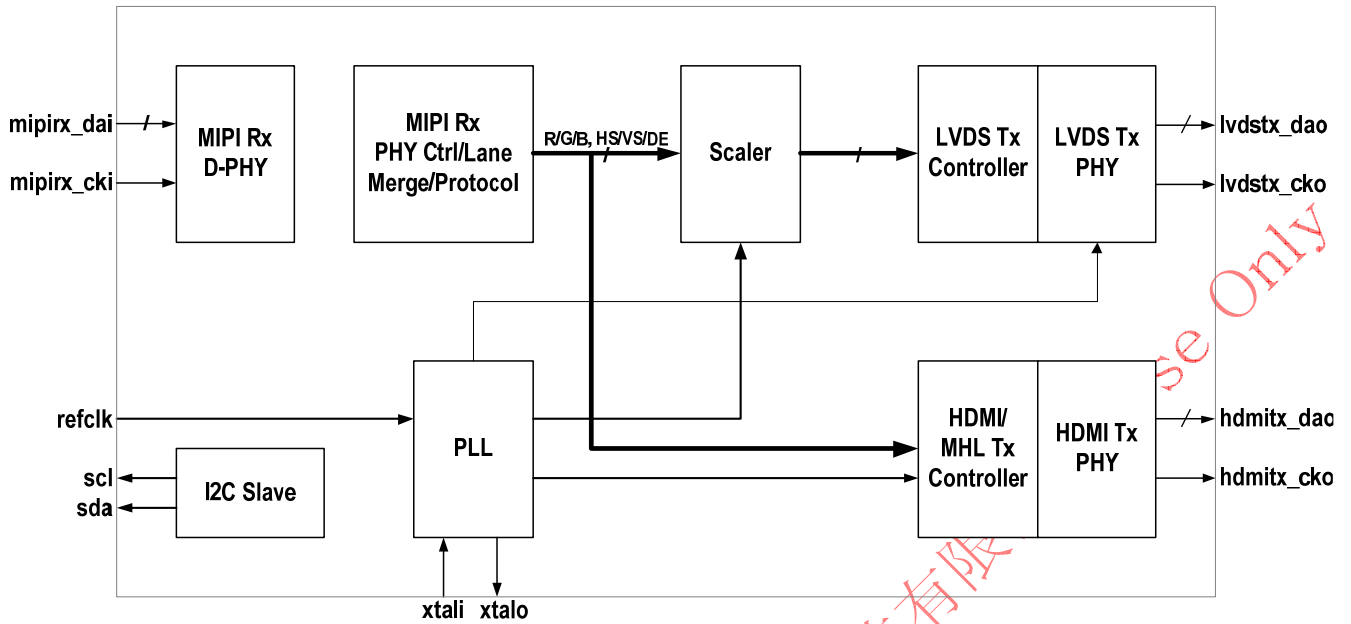 mipirx_dai
mipirx_cki
MIPI Rx
D-PHY
MIPI Rx
PHY Ctrl/Lane
Merge/Protocol
R/G/B, HS/VS/DE
Scaler
LVDS Tx
Controller
LVDS Tx
PHY
lvdstx_dao
lvdstx_cko
refclk
scl
sda
I2C Slave
PLL
xtali
xtalo
HDMI/
MHL Tx
Controller
HDMI Tx
PHY
hdmitx_dao
hdmitx_cko
有限
se Only